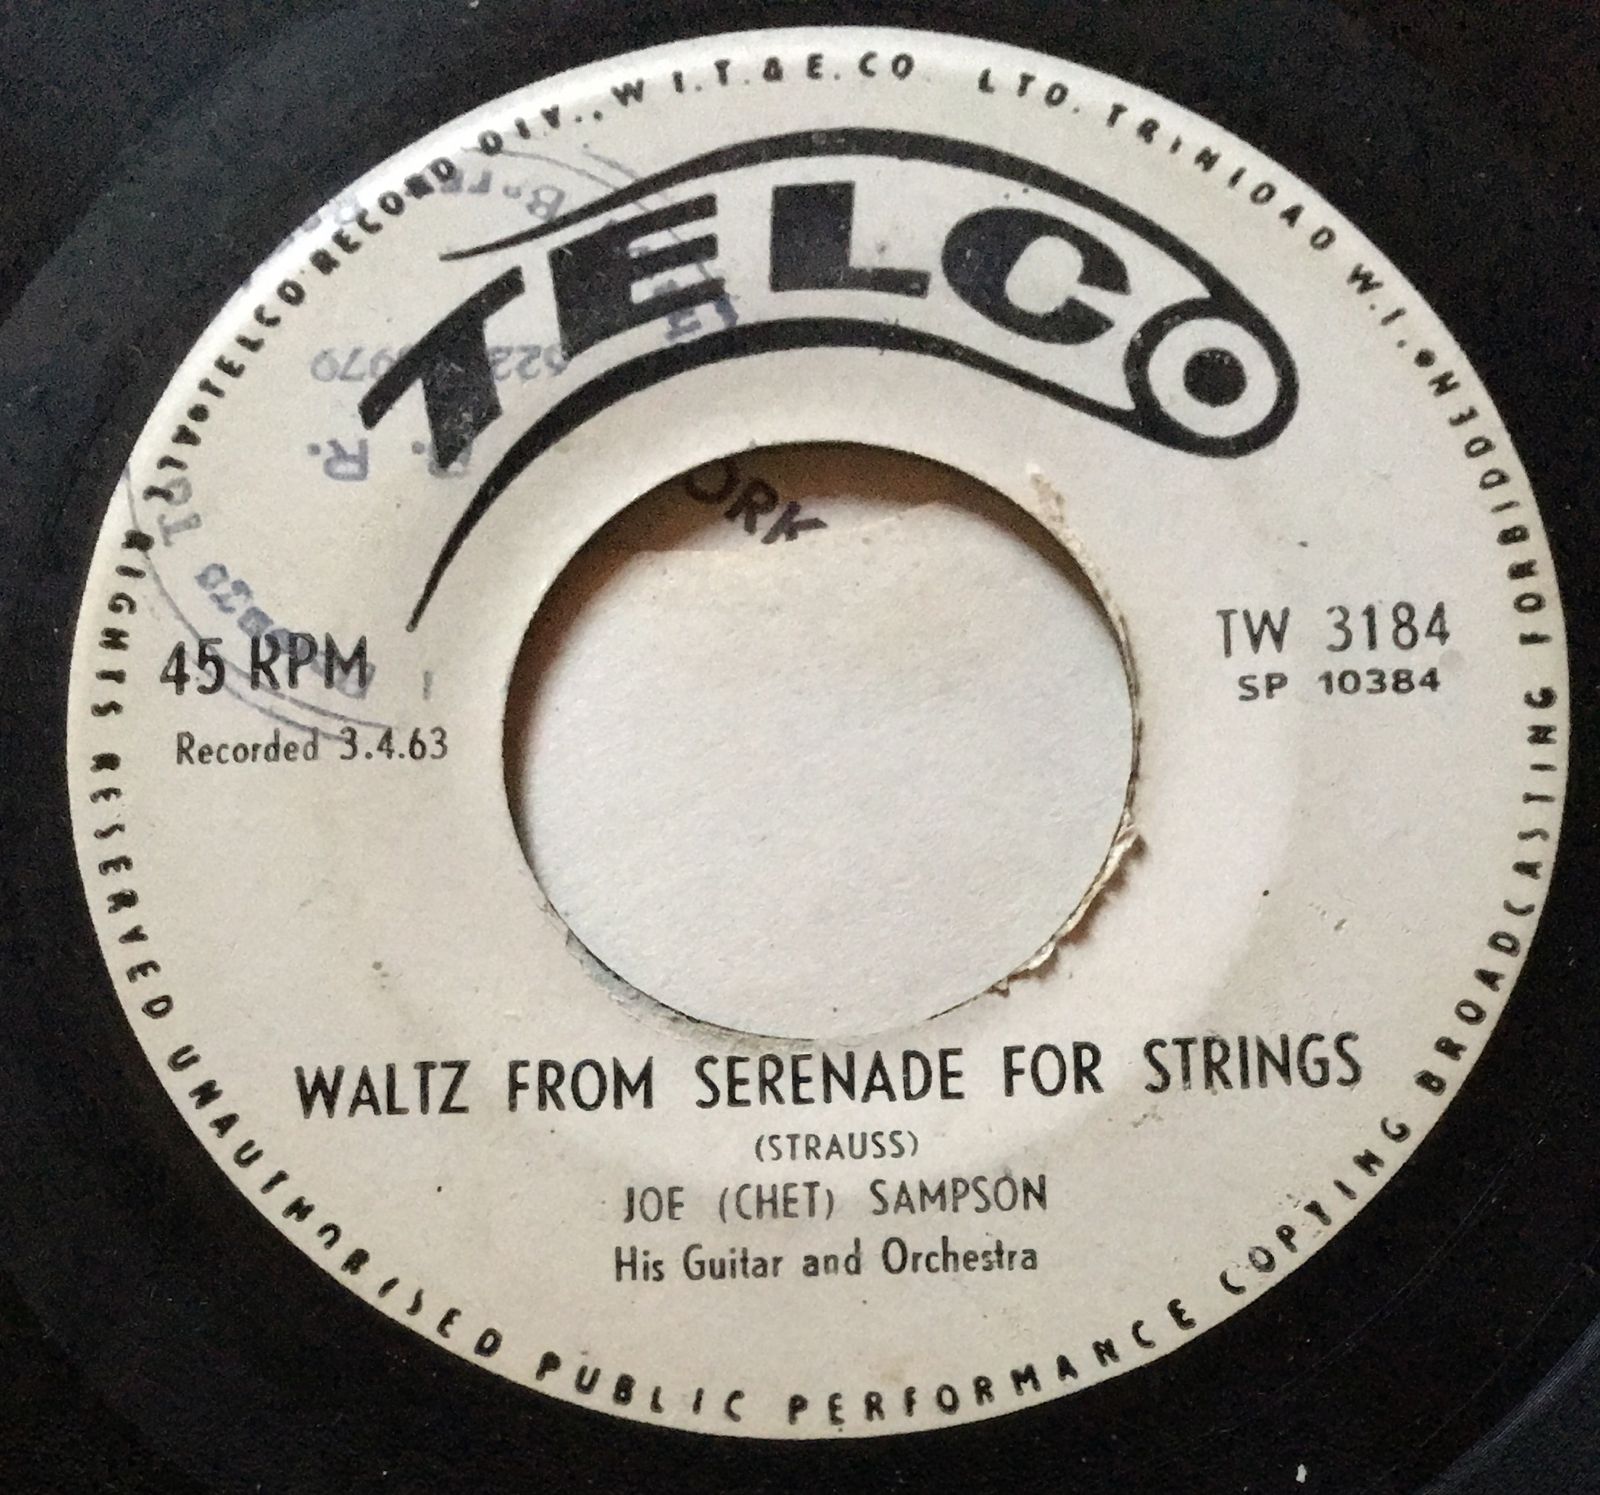 TELCO RECORD DIV., W.I.T. & E. CO. LTD. TRINIDAD W.I.
RIGHTS RESERVED UNAUTHORISED PUBLIC PERFORMANCE COPYING BROADCASTING FORBIDDEN
TELCO
ORK
45 RPM
Recorded 3.4.63
TW 3184
SP 10384
WALTZ FROM SERENADE FOR STRINGS
(STRAUSS)
JOE (CHET) SAMPSON
His Guitar and Orchestra